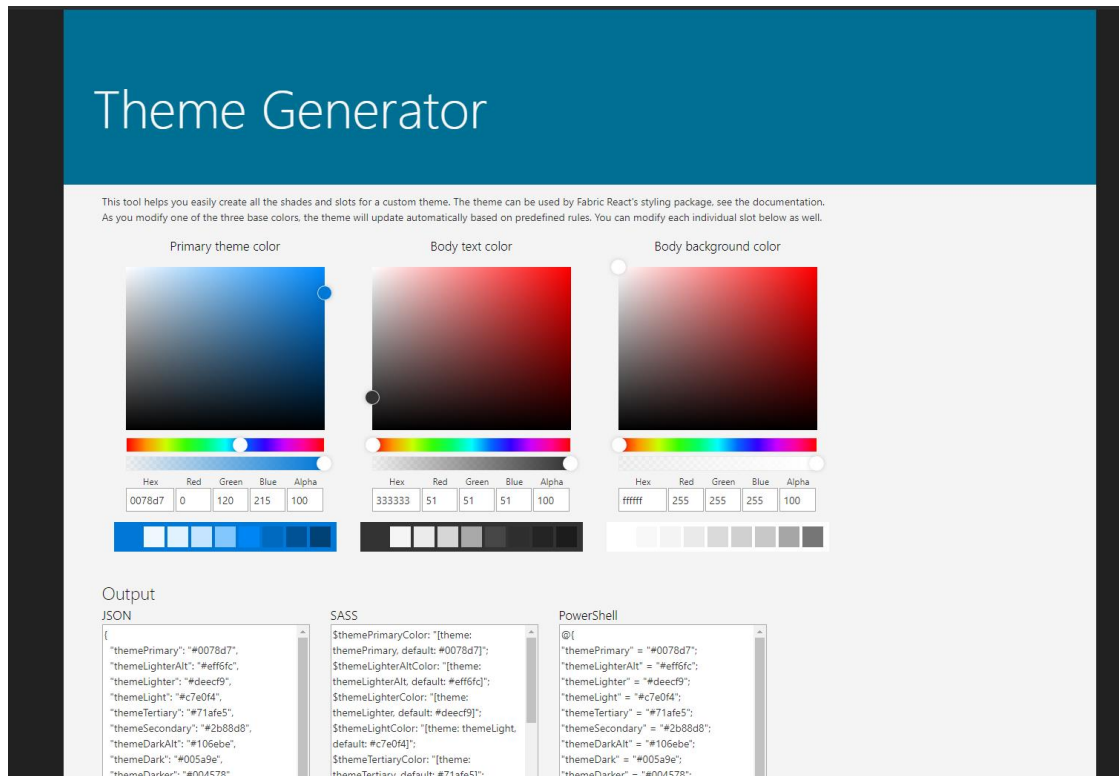 Theme Generator
This tool helps you easily create all the shades and slots for a custom theme. The theme can be used by Fabric React's styling package, see the documentation.
As you modify one of the three base colors, the theme will update automatically based on predefined rules. You can modify each individual slot below as well.
Primary theme color
Body text color
Body background color
Hex Red Green Blue Alpha
0078d7 0 120 215 100
Hex Red Green Blue Alpha
333333 51 51 51 100
Hex Red Green Blue Alpha
ffffff 255 255 255 100
Output
JSON
{
"themePrimary": "#0078d7",
"themeLighterAlt": "#eff6fc",
"themeLighter": "#deecf9",
"themeLight": "#c7e0f4",
"themeTertiary": "#71afe5",
"themeSecondary": "#2b88d8",
"themeDarkAlt": "#106ebe",
"themeDark": "#005a9e",
"themeDarker": "#004578",
SASS
$themePrimaryColor: "[theme:
themePrimary, default: #0078d7]";
$themeLighterAltColor: "[theme:
themeLighterAlt, default: #eff6fc]";
$themeLighterColor: "[theme:
themeLighter, default: #deecf9]";
$themeLightColor: "[theme: themeLight,
default: #c7e0f4]";
$themeTertiaryColor: "[theme:
themeTertiary, default: #71afe5]";
PowerShell
@{
"themePrimary" = "#0078d7";
"themeLighterAlt" = "#eff6fc";
"themeLighter" = "#deecf9";
"themeLight" = "#c7e0f4";
"themeTertiary" = "#71afe5";
"themeSecondary" = "#2b88d8";
"themeDarkAlt" = "#106ebe";
"themeDark" = "#005a9e";
"themeDarker" = "#004578";